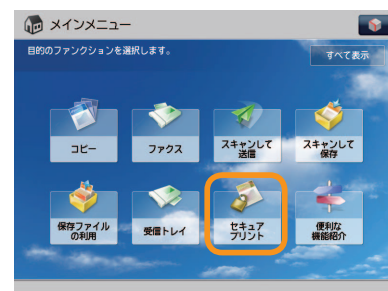 メインメニュー
目的のファンクションを選択します。
すべて表示
コピー
ファクス
スキャンして
送信
スキャンして
保存
保存ファイル
の利用
受信トレイ
セキュア
プリント
便利な
機能紹介